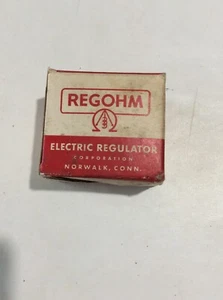 REGOHM
ELECTRIC REGULATOR
CORPORATION
NORWALK, CONN.